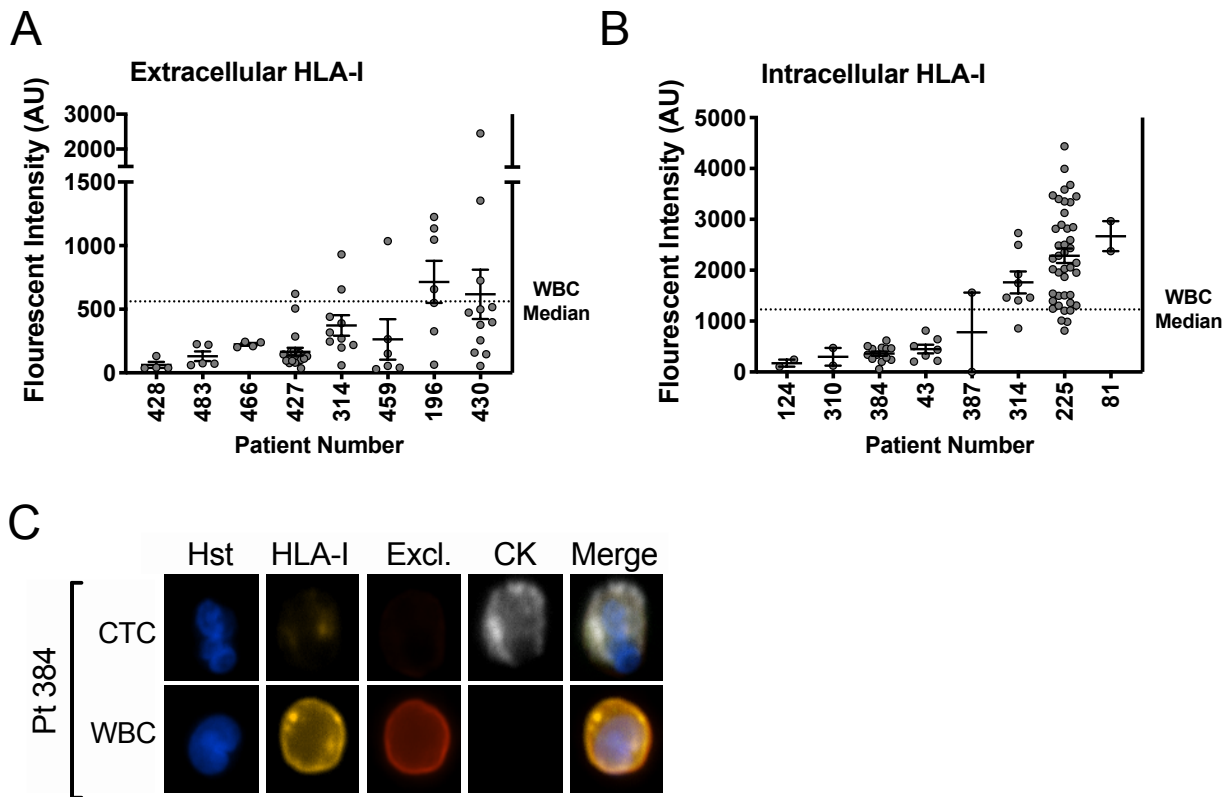 A
Extracellular HLA-I
Flourescent Intensity (AU)
3000
2000
1500
1000
500
0
WBC
Median
428
483
466
427
314
459
196
430
Patient Number
B
Intracellular HLA-I
Flourescent Intensity (AU)
5000
4000
3000
2000
1000
0
WBC
Median
124
310
384
43
387
314
225
81
Patient Number
C
Hst HLA-I Excl. CK Merge
Pt 384
CTC
WBC